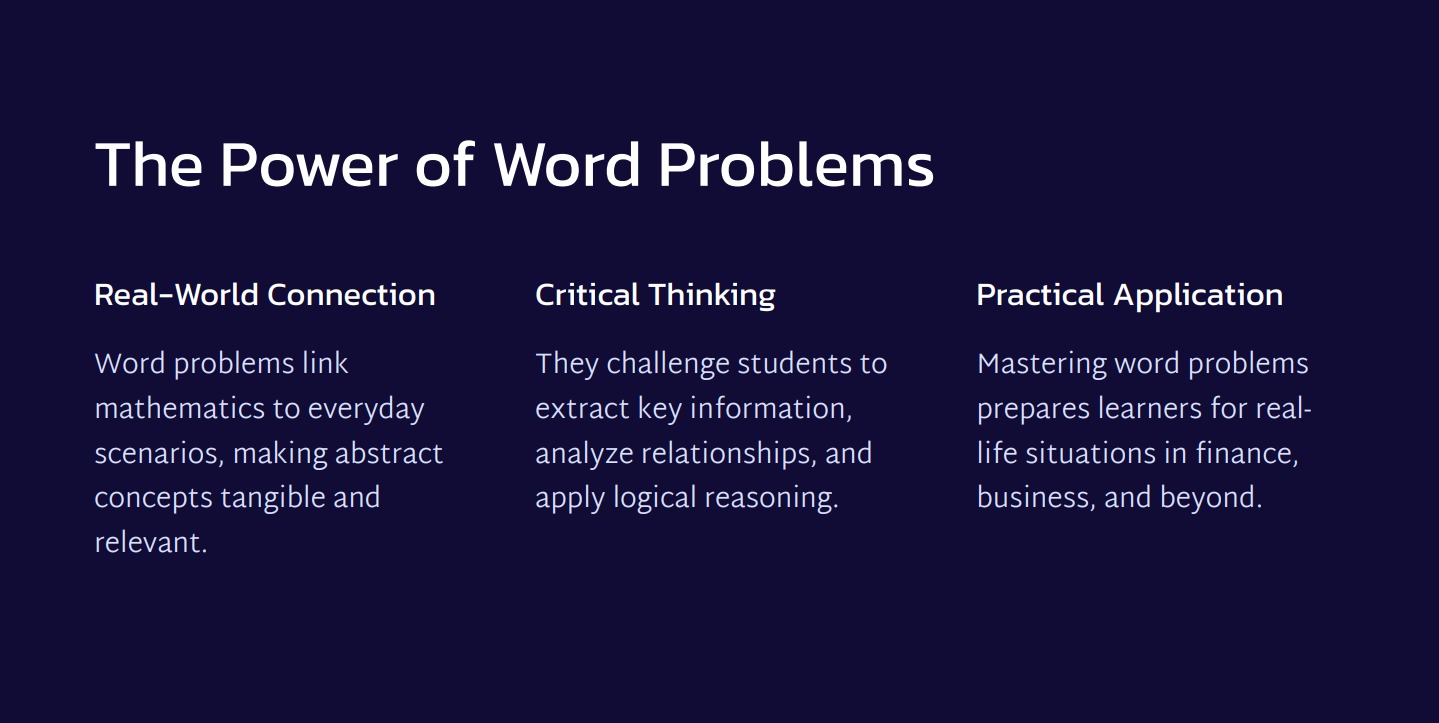 The Power of Word Problems
Real-World Connection
Word problems link
mathematics to everyday
scenarios, making abstract
concepts tangible and
relevant.
Critical Thinking
They challenge students to
extract key information,
analyze relationships, and
apply logical reasoning.
Practical Application
Mastering word problems
prepares learners for real-
life situations in finance,
business, and beyond.